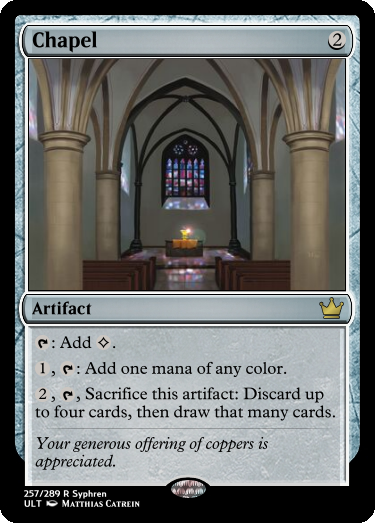 Chapel 2
Artifact
: Add .
1 , : Add one mana of any color.
2 , , Sacrifice this artifact: Discard up
to four cards, then draw that many cards.
Your generous offering of coppers is
appreciated.
257/289 R Syphren
ULT Matthias Catrein